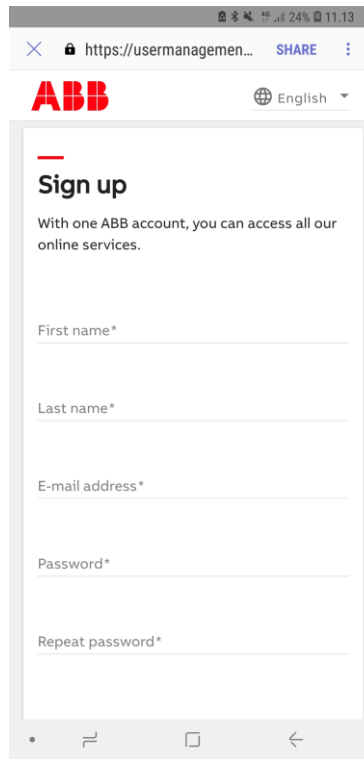 24% 11.13
https://usermanagemen... SHARE
ABB
English
Sign up
With one ABB account, you can access all our
online services.
First name*
Last name*
E-mail address*
Password*
Repeat password*